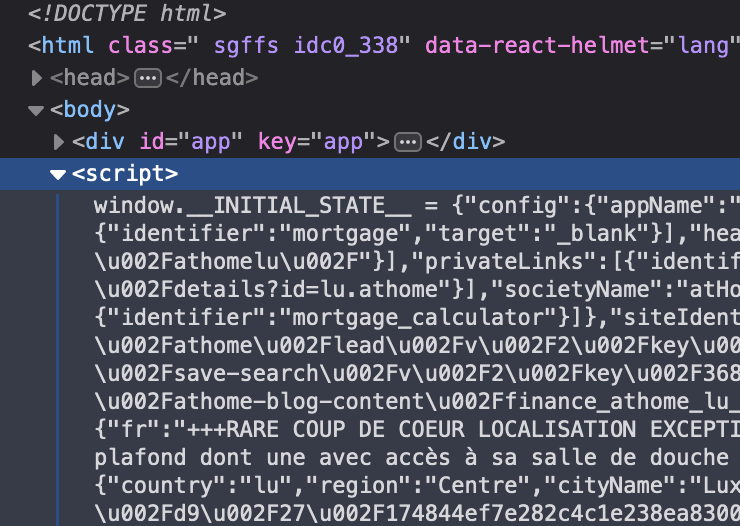 <!DOCTYPE html>
<html class=" sgffs idc0_338" data-react-helmet="lang"
<head>···</head>
<body>
<div id="app" key="app">···</div>
<script>
window.__INITIAL_STATE__ = {"config":{"appName":"
{"identifier":"mortgage","target":"_blank"}],"hea
\u002Fathomelu\u002F"}],"privateLinks":[{"identif
\u002Fdetails?id=lu.athome"}],"societyName":"atHo
{"identifier":"mortgage_calculator"}]},"siteIdent
\u002Fathome\u002Flead\u002Fv\u002F2\u002Fkey\u00
\u002Fsave-search\u002Fv\u002F2\u002Fkey\u002F368
\u002Fathome-blog-content\u002Ffinance_athome_lu_
{"fr":"+++RARE COUP DE COEUR LOCALISATION EXCEPTI
plafond dont une avec accès à sa salle de douche
{"country":"lu","region":"Centre","cityName":"Lux
\u002Fd9\u002F27\u002F174844ef7e282c4c1e238ea8300